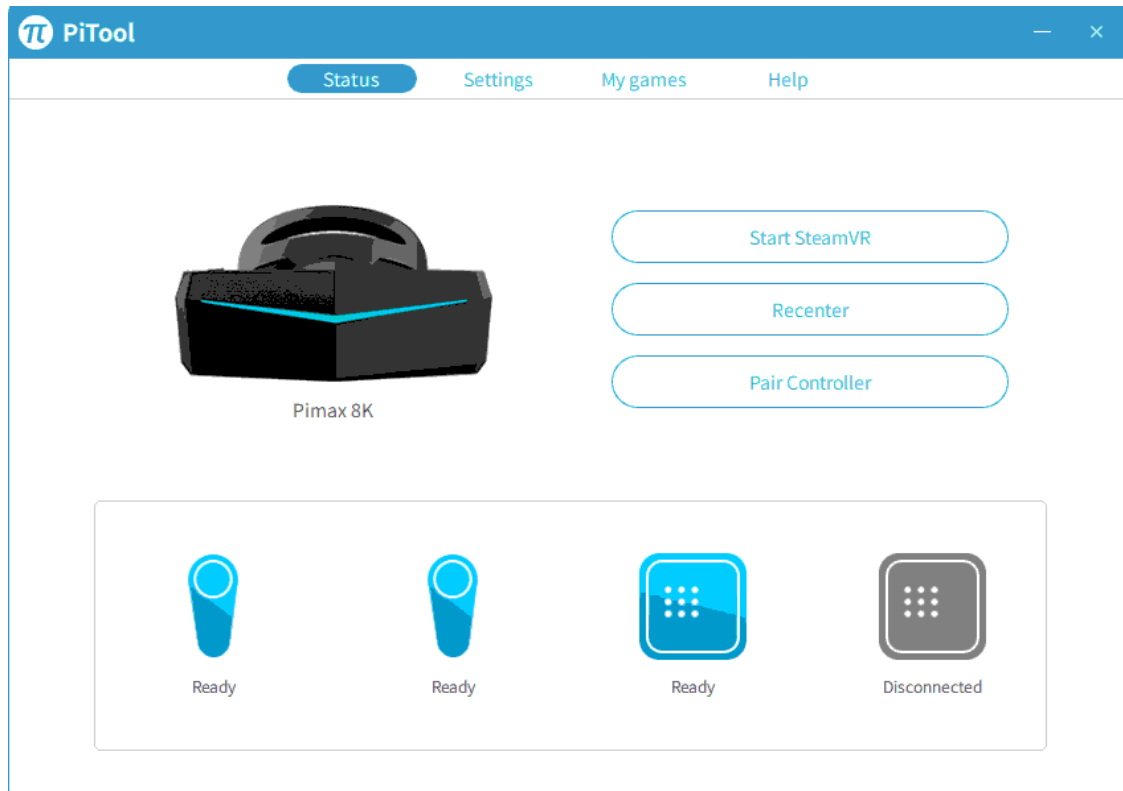 π PiTool
Status Settings My games Help
Start SteamVR
Recenter
Pair Controller
Pimax 8K
Ready Ready Ready Disconnected